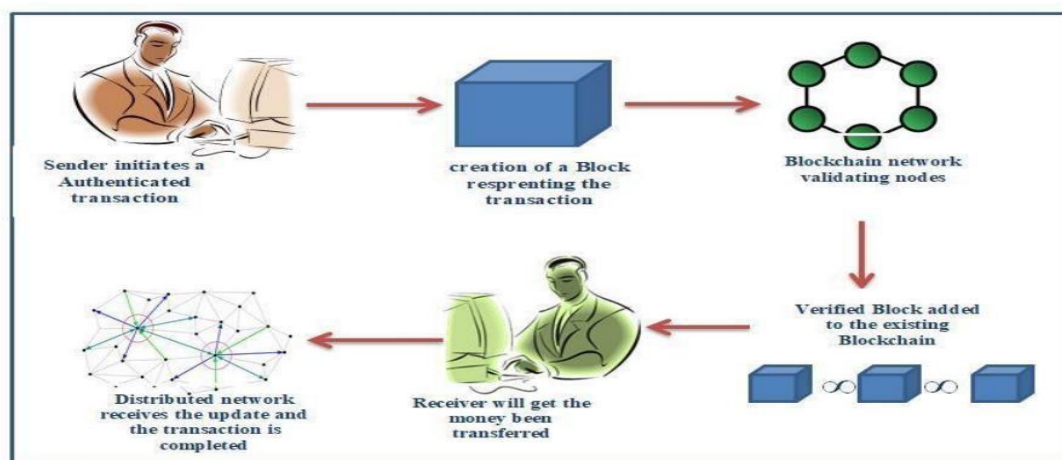 Sender initiates a
Authenticated
transaction
creation of a Block
resprenting the
transaction
Blockchain network
validating nodes
Verified Block added
to the existing
Blockchain
Receiver will get the
money been
transferred
Distributed network
receives the update and
the transaction is
completed